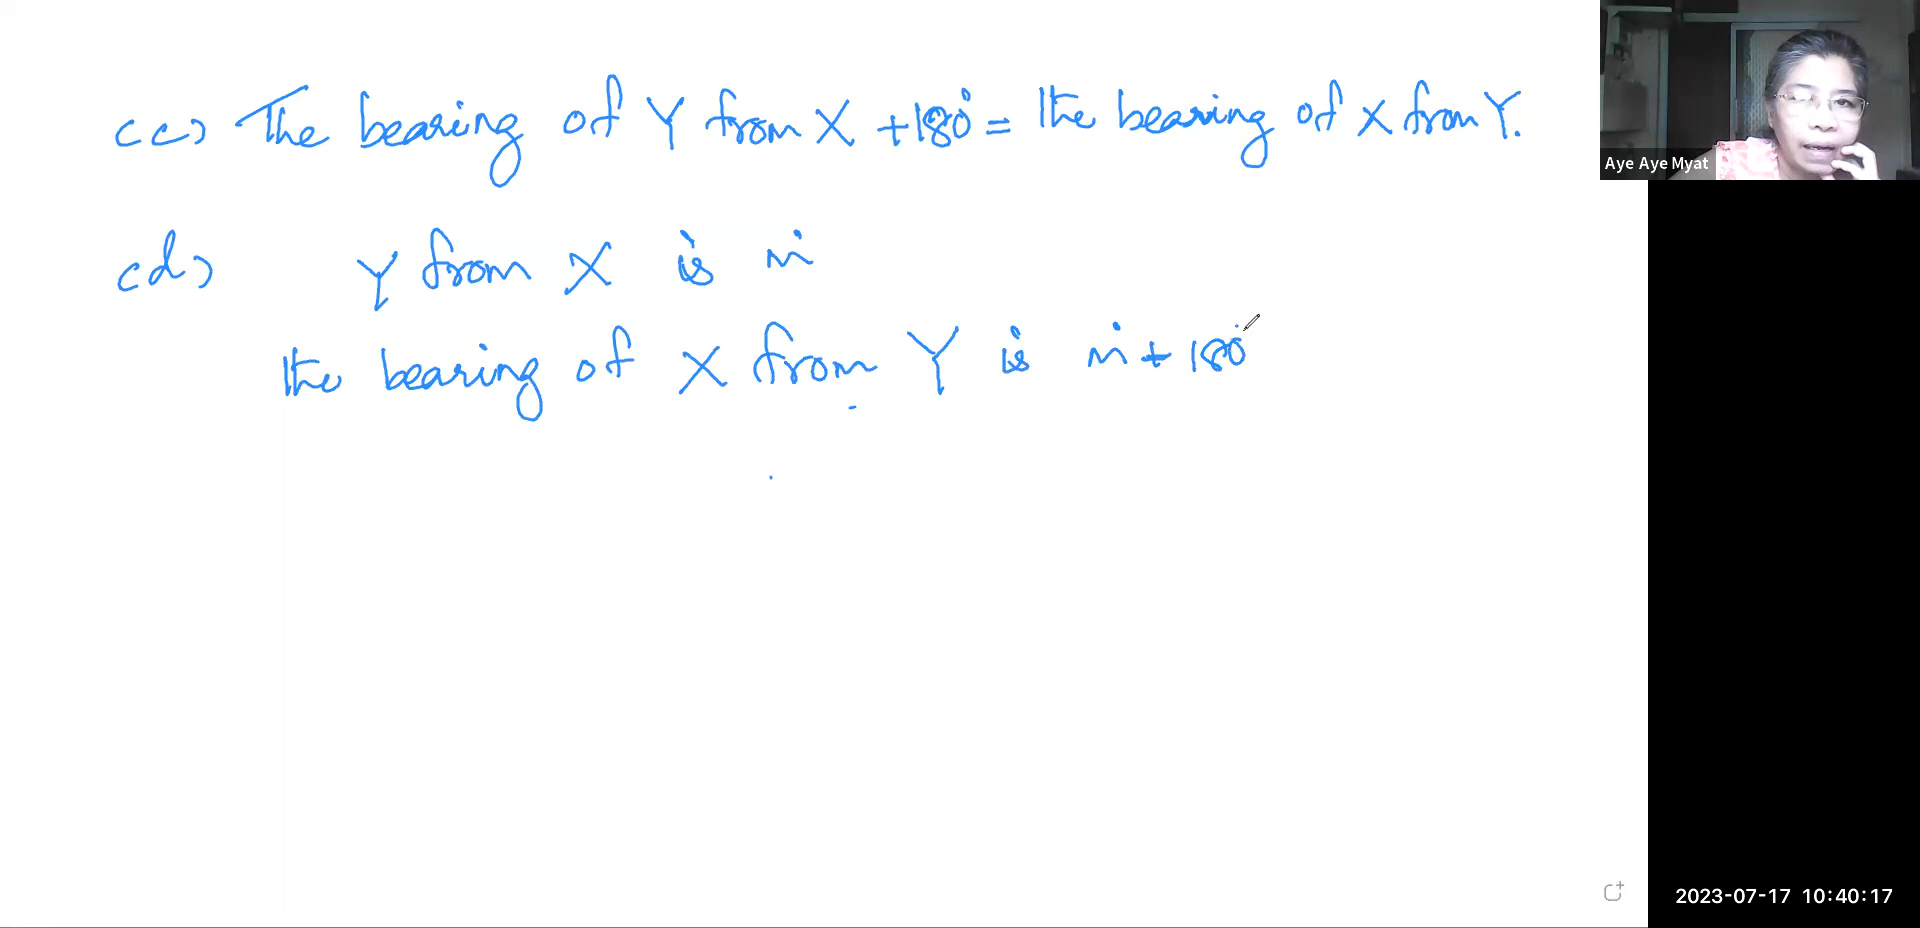 (c) The bearing of Y from X +180° = the bearing of X from Y.
Aye Aye Myat
(d) Y from X is m°
the bearing of X from Y is m° + 180°
2023-07-17 10:40:17